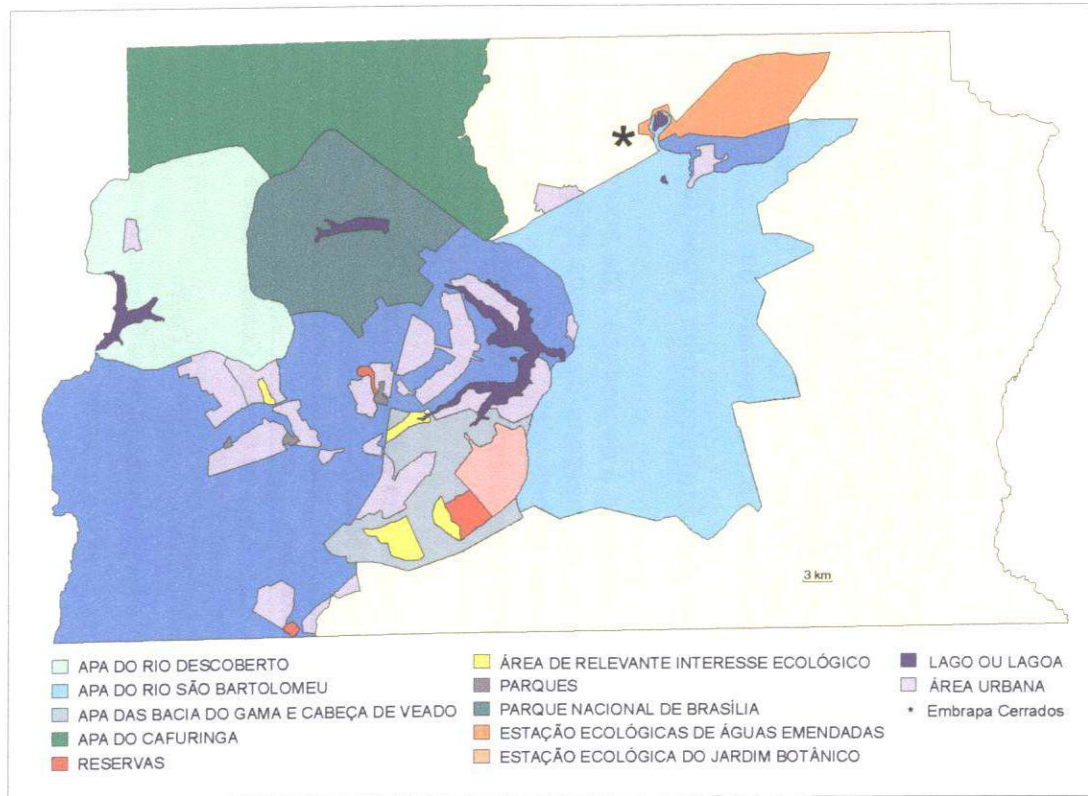 *
3 km
APA DO RIO DESCOBERTO
APA DO RIO SÃO BARTOLOMEU
APA DAS BACIA DO GAMA E CABEÇA DE VEADO
APA DO CAFURINGA
RESERVAS
ÁREA DE RELEVANTE INTERESSE ECOLÓGICO
PARQUES
PARQUE NACIONAL DE BRASÍLIA
ESTAÇÃO ECOLÓGICAS DE ÁGUAS EMENDADAS
ESTAÇÃO ECOLÓGICA DO JARDIM BOTÂNICO
LAGO OU LAGOA
ÁREA URBANA
* Embrapa Cerrados